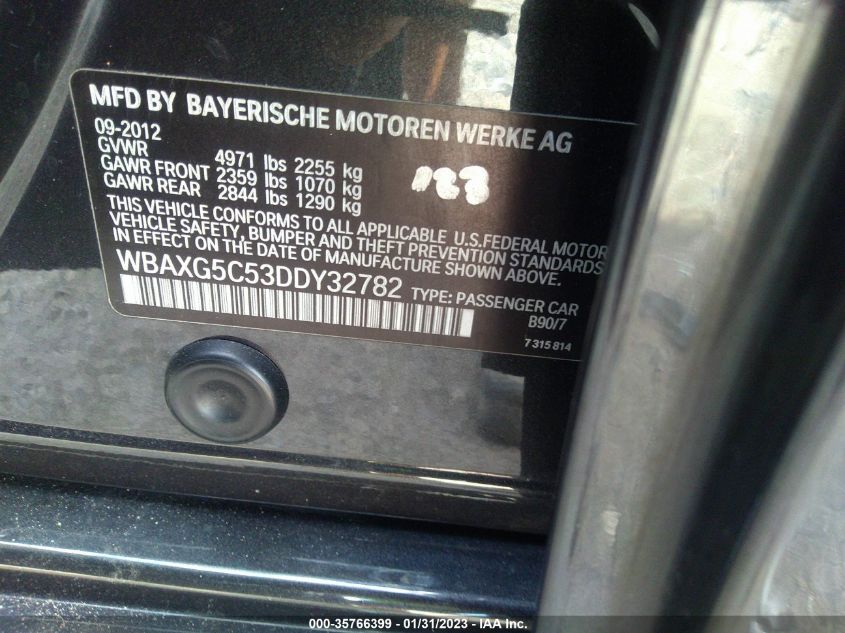 MFD BY BAYERISCHE MOTOREN WERKE AG
09-2012
GVWR 4971 lbs 2255 kg
GAWR FRONT 2359 lbs 1070 kg
GAWR REAR 2844 lbs 1290 kg
THIS VEHICLE CONFORMS TO ALL APPLICABLE U.S.FEDERAL MOTOR
VEHICLE SAFETY, BUMPER AND THEFT PREVENTION STANDARDS
IN EFFECT ON THE DATE OF MANUFACTURE SHOWN ABOVE.
WBAXG5C53DDY32782 TYPE: PASSENGER CAR
B90/7
7315814
000-35766399 - 01/31/2023 - IAA Inc.